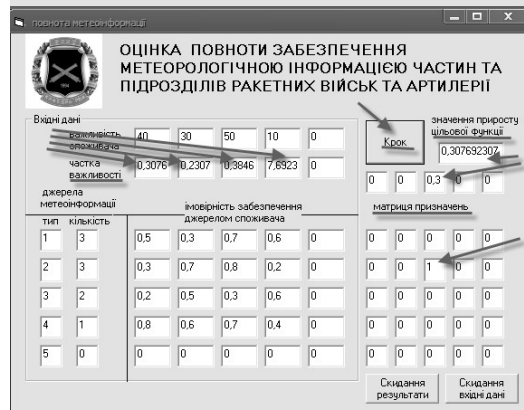 повнота метеоінформації
ОЦІНКА ПОВНОТИ ЗАБЕЗПЕЧЕННЯ
МЕТЕОРОЛОГІЧНОЮ ІНФОРМАЦІЄЮ ЧАСТИН ТА
ПІДРОЗДІЛІВ РАКЕТНИХ ВІЙСЬК ТА АРТИЛЕРІЇ
Вхідні дані
важливість споживача 40 30 50 10 0
частка важливості 0,3076 0,2307 0,3846 7,6923 0
Крок
значення приросту
цільової функції
0,307692307
0 0 0,3 0 0
джерела
метеоінформації
тип кількість
імовірність забезпечення
джерелом споживача
матриця призначень
1 3 0,5 0,3 0,7 0,6 0 0 0 0 0 0
2 3 0,3 0,7 0,8 0,2 0 0 0 1 0 0
3 2 0,2 0,5 0,3 0,6 0 0 0 0 0 0
4 1 0,8 0,6 0,7 0,4 0 0 0 0 0 0
5 0 0 0 0 0 0 0 0 0 0 0
Скидання
результати
Скидання
вхідні дані